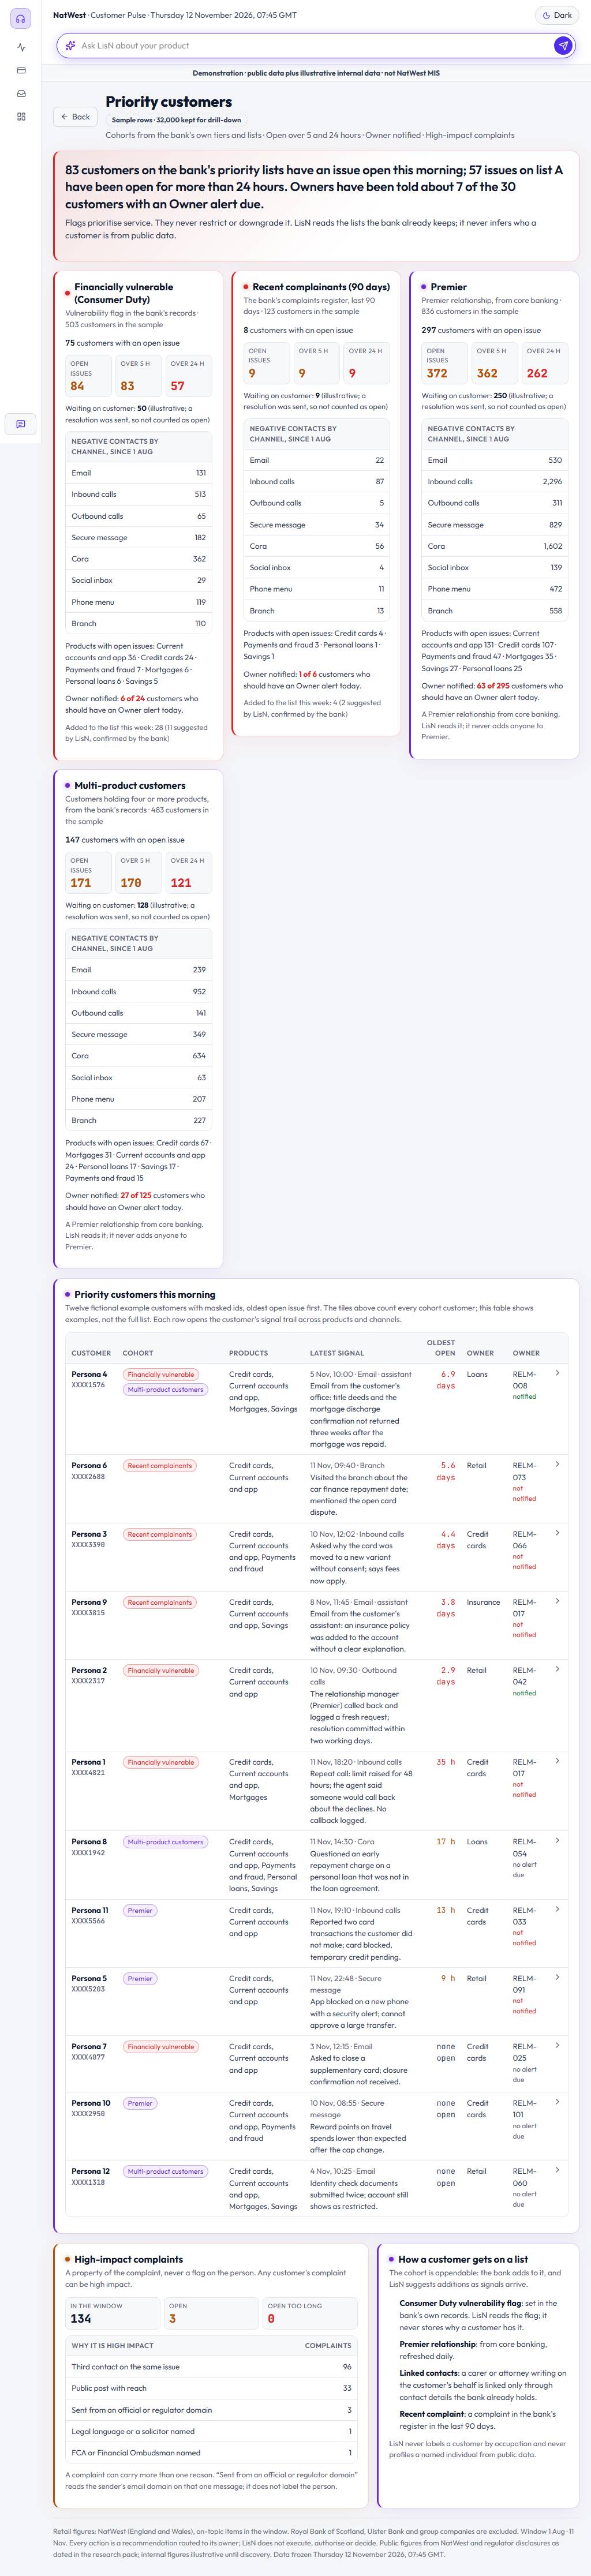 NatWest · Customer Pulse · Thursday 12 November 2026, 07:45 GMT
Dark
Ask LisN about your product
Demonstration · public data plus illustrative internal data · not NatWest MIS
Back
Priority customers
Sample rows · 32,000 kept for drill-down
Cohorts from the bank's own tiers and lists · Open over 5 and 24 hours · Owner notified · High-impact complaints
83 customers on the bank's priority lists have an issue open this morning; 57 issues on list A
have been open for more than 24 hours. Owners have been told about 7 of the 30
customers with an Owner alert due.
Flags prioritise service. They never restrict or downgrade it. LisN reads the lists the bank already keeps; it never infers who a
customer is from public data.
Financially vulnerable
(Consumer Duty)
Vulnerability flag in the bank's records ·
503 customers in the sample
75 customers with an open issue
OPEN
ISSUES
84
OVER 5 H
83
OVER 24 H
57
Waiting on customer: 50 (illustrative; a
resolution was sent, so not counted as open)
NEGATIVE CONTACTS BY
CHANNEL, SINCE 1 AUG
Email 131
Inbound calls 513
Outbound calls 65
Secure message 182
Cora 362
Social inbox 29
Phone menu 119
Branch 110
Products with open issues: Current
accounts and app 36 · Credit cards 24 ·
Payments and fraud 7 · Mortgages 6 ·
Personal loans 6 · Savings 5
Owner notified: 6 of 24 customers who
should have an Owner alert today.
Added to the list this week: 28 (11 suggested
by LisN, confirmed by the bank)
Recent complainants (90 days)
The bank's complaints register, last 90
days · 123 customers in the sample
8 customers with an open issue
OPEN
ISSUES
9
OVER 5 H
9
OVER 24 H
9
Waiting on customer: 9 (illustrative; a
resolution was sent, so not counted as open)
NEGATIVE CONTACTS BY
CHANNEL, SINCE 1 AUG
Email 22
Inbound calls 87
Outbound calls 5
Secure message 34
Cora 56
Social inbox 4
Phone menu 11
Branch 13
Products with open issues: Credit cards 4 ·
Payments and fraud 3 · Personal loans 1 ·
Savings 1
Owner notified: 1 of 6 customers who
should have an Owner alert today.
Added to the list this week: 4 (2 suggested
by LisN, confirmed by the bank)
Premier
Premier relationship, from core banking ·
836 customers in the sample
297 customers with an open issue
OPEN
ISSUES
372
OVER 5 H
362
OVER 24 H
262
Waiting on customer: 250 (illustrative; a
resolution was sent, so not counted as open)
NEGATIVE CONTACTS BY
CHANNEL, SINCE 1 AUG
Email 530
Inbound calls 2,296
Outbound calls 311
Secure message 829
Cora 1,602
Social inbox 139
Phone menu 472
Branch 558
Products with open issues: Current
accounts and app 131 · Credit cards 107 ·
Payments and fraud 47 · Mortgages 35 ·
Savings 27 · Personal loans 25
Owner notified: 63 of 295 customers who
should have an Owner alert today.
A Premier relationship from core banking.
LisN reads it; it never adds anyone to
Premier.
Multi-product customers
Customers holding four or more products,
from the bank's records · 483 customers in
the sample
147 customers with an open issue
OPEN
ISSUES
171
OVER 5 H
170
OVER 24 H
121
Waiting on customer: 128 (illustrative; a
resolution was sent, so not counted as open)
NEGATIVE CONTACTS BY
CHANNEL, SINCE 1 AUG
Email 239
Inbound calls 952
Outbound calls 141
Secure message 349
Cora 634
Social inbox 63
Phone menu 207
Branch 227
Products with open issues: Credit cards 67 ·
Mortgages 31 · Current accounts and app
24 · Personal loans 17 · Savings 17 ·
Payments and fraud 15
Owner notified: 27 of 125 customers who
should have an Owner alert today.
A Premier relationship from core banking.
LisN reads it; it never adds anyone to
Premier.
Priority customers this morning
Twelve fictional example customers with masked ids, oldest open issue first. The tiles above count every cohort customer; this table shows
examples, not the full list. Each row opens the customer's signal trail across products and channels.
CUSTOMER COHORT PRODUCTS LATEST SIGNAL OLDEST OPEN OWNER OWNER
Persona 4
XXXX1576
Financially vulnerable
Multi-product customers
Credit cards,
Current accounts
and app,
Mortgages, Savings
5 Nov, 10:00 · Email · assistant
Email from the customer's
office: title deeds and the
mortgage discharge
confirmation not returned
three weeks after the
mortgage was repaid.
6.9
days
Loans
RELM-
008
notified
Persona 6
XXXX2688
Recent complainants
Credit cards,
Current accounts
and app
11 Nov, 09:40 · Branch
Visited the branch about the
car finance repayment date;
mentioned the open card
dispute.
5.6
days
Retail
RELM-
073
not
notified
Persona 3
XXXX3390
Recent complainants
Credit cards,
Current accounts
and app, Payments
and fraud
10 Nov, 12:02 · Inbound calls
Asked why the card was
moved to a new variant
without consent; says fees
now apply.
4.4
days
Credit
cards
RELM-
066
not
notified
Persona 9
XXXX3815
Recent complainants
Credit cards,
Current accounts
and app, Savings
8 Nov, 11:45 · Email · assistant
Email from the customer's
assistant: an insurance policy
was added to the account
without a clear explanation.
3.8
days
Insurance
RELM-
017
not
notified
Persona 2
XXXX2317
Financially vulnerable
Credit cards,
Current accounts
and app
10 Nov, 09:30 · Outbound
calls
The relationship manager
(Premier) called back and
logged a fresh request;
resolution committed within
two working days.
2.9
days
Retail
RELM-
042
notified
Persona 1
XXXX4821
Financially vulnerable
Credit cards,
Current accounts
and app,
Mortgages
11 Nov, 18:20 · Inbound calls
Repeat call: limit raised for 48
hours; the agent said
someone would call back
about the declines. No
callback logged.
35 h
Credit
cards
RELM-
017
not
notified
Persona 8
XXXX1942
Multi-product customers
Credit cards,
Current accounts
and app, Payments
and fraud, Personal
loans, Savings
11 Nov, 14:30 · Cora
Questioned an early
repayment charge on a
personal loan that was not in
the loan agreement.
17 h
Loans
RELM-
054
no alert
due
Persona 11
XXXX5566
Premier
Credit cards,
Current accounts
and app
11 Nov, 19:10 · Inbound calls
Reported two card
transactions the customer did
not make; card blocked,
temporary credit pending.
13 h
Credit
cards
RELM-
033
not
notified
Persona 5
XXXX5203
Premier
Credit cards,
Current accounts
and app
11 Nov, 22:48 · Secure
message
App blocked on a new phone
with a security alert; cannot
approve a large transfer.
9 h
Retail
RELM-
091
not
notified
Persona 7
XXXX4077
Financially vulnerable
Credit cards,
Current accounts
and app
3 Nov, 12:15 · Email
Asked to close a
supplementary card; closure
confirmation not received.
none
open
Credit
cards
RELM-
025
no alert
due
Persona 10
XXXX2950
Premier
Credit cards,
Current accounts
and app, Payments
and fraud
10 Nov, 08:55 · Secure
message
Reward points on travel
spends lower than expected
after the cap change.
none
open
Credit
cards
RELM-
101
no alert
due
Persona 12
XXXX1318
Multi-product customers
Credit cards,
Current accounts
and app,
Mortgages, Savings
4 Nov, 10:25 · Email
Identity check documents
submitted twice; account still
shows as restricted.
none
open
Retail
RELM-
060
no alert
due
High-impact complaints
A property of the complaint, never a flag on the person. Any customer's complaint
can be high impact.
IN THE WINDOW
134
OPEN
3
OPEN TOO LONG
0
WHY IT IS HIGH IMPACT COMPLAINTS
Third contact on the same issue 96
Public post with reach 33
Sent from an official or regulator domain 3
Legal language or a solicitor named 1
FCA or Financial Ombudsman named 1
A complaint can carry more than one reason. "Sent from an official or regulator domain"
reads the sender's email domain on that one message; it does not label the person.
How a customer gets on a list
The cohort is appendable: the bank adds to it, and
LisN suggests additions as signals arrive.
Consumer Duty vulnerability flag: set in the
bank's own records. LisN reads the flag; it
never stores why a customer has it.
Premier relationship: from core banking,
refreshed daily.
Linked contacts: a carer or attorney writing on
the customer's behalf is linked only through
contact details the bank already holds.
Recent complaint: a complaint in the bank's
register in the last 90 days.
LisN never labels a customer by occupation and never
profiles a named individual from public data.
Retail figures: NatWest (England and Wales), on-topic items in the window. Royal Bank of Scotland, Ulster Bank and group companies are excluded. Window 1 Aug–11
Nov. Every action is a recommendation routed to its owner; LisN does not execute, authorise or decide. Public figures from NatWest and regulator disclosures as
dated in the research pack; internal figures illustrative until discovery. Data frozen Thursday 12 November 2026, 07:45 GMT.